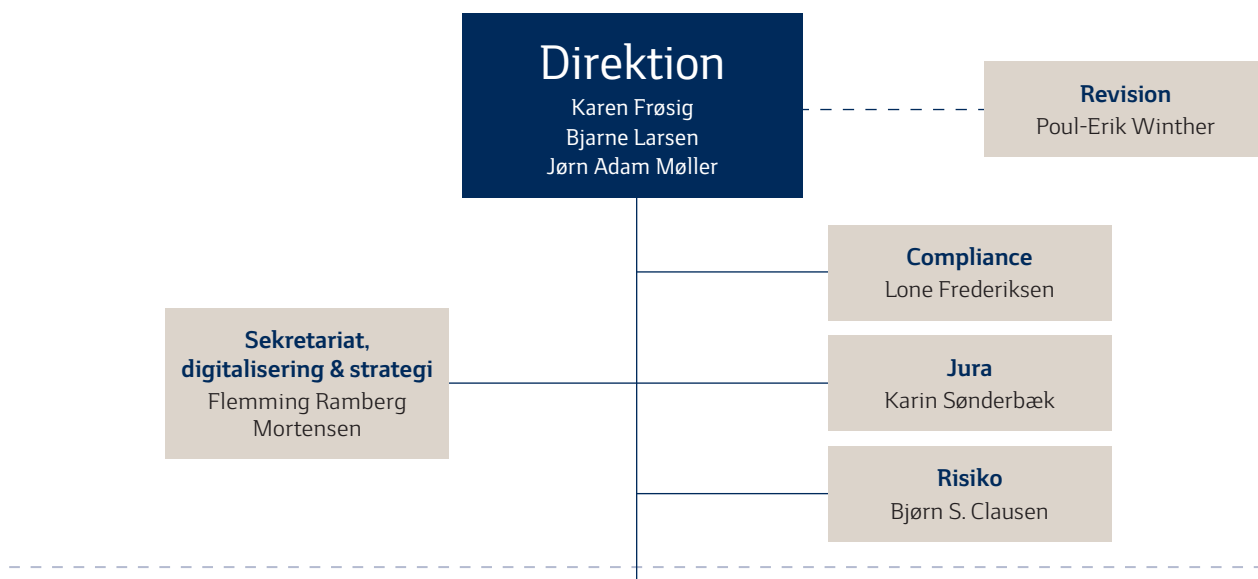 Direktion
Karen Frøsig
Bjarne Larsen
Jørn Adam Møller
Revision
Poul-Erik Winther
Compliance
Lone Frederiksen
Sekretariat,
digitalisering & strategi
Flemming Ramberg
Mortensen
Jura
Karin Sønderbæk
Risiko
Bjørn S. Clausen